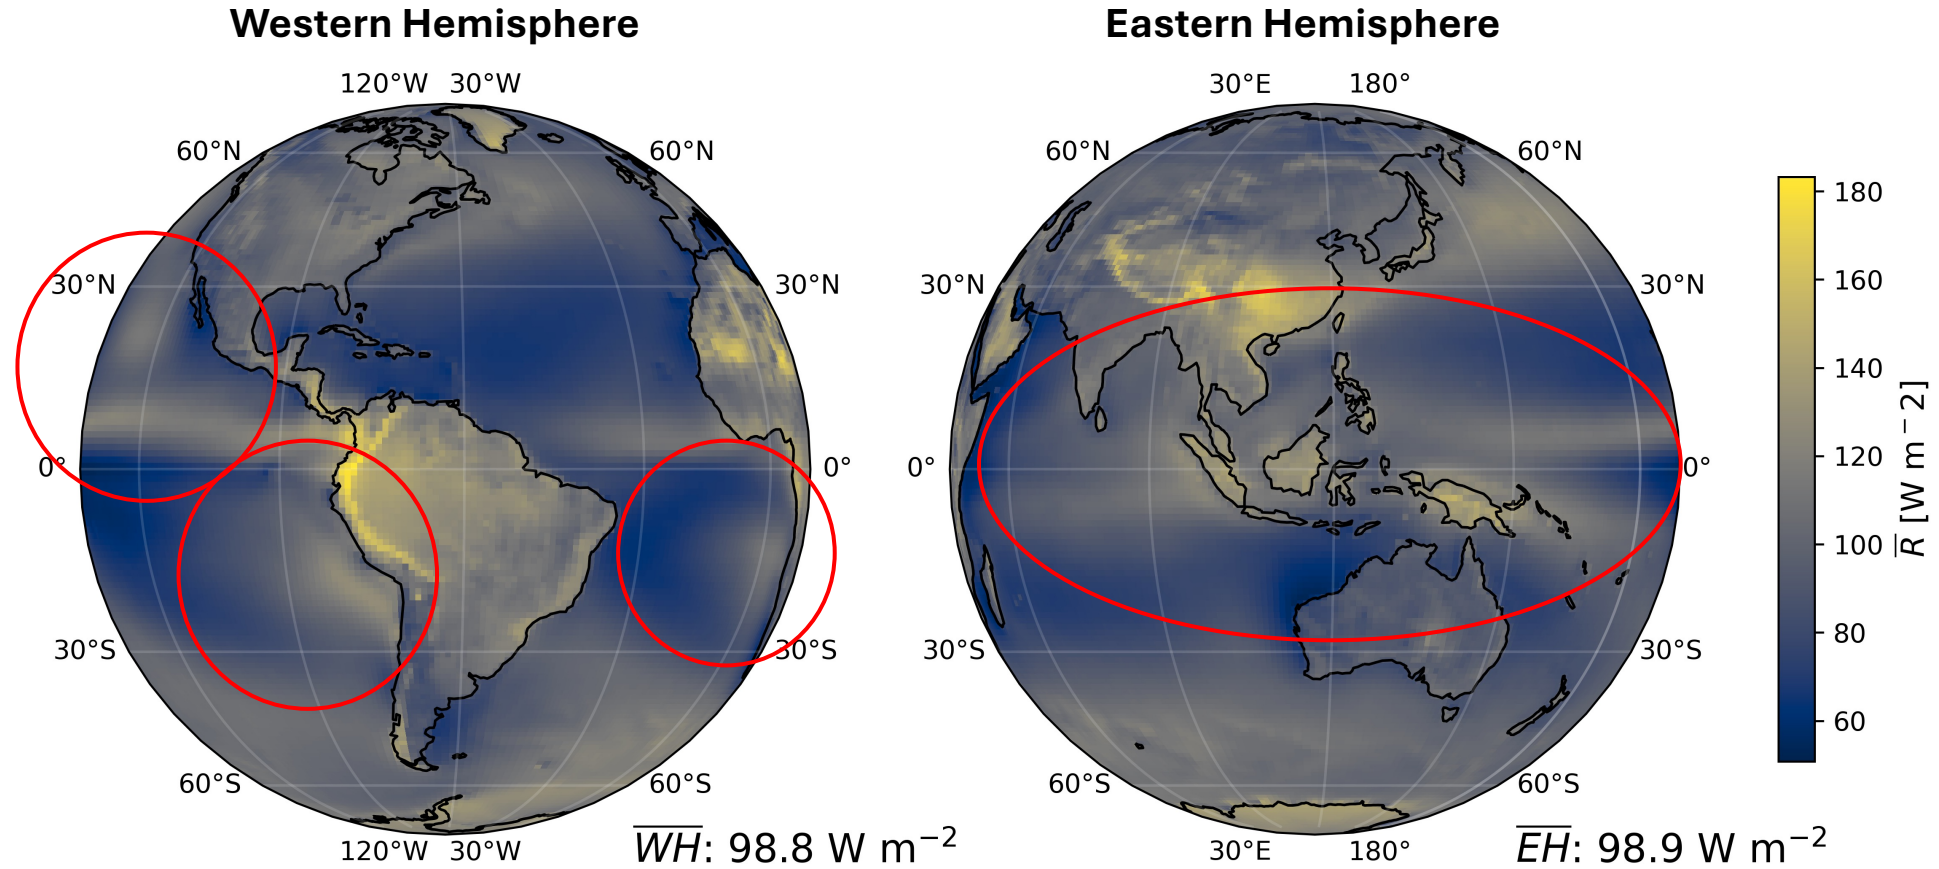 Western Hemisphere
Eastern Hemisphere
120°W 30°W
30°E 180°
60°N 60°N
60°N 60°N
30°N 30°N
30°N 30°N
0° 0°
0° 0°
30°S 30°S
30°S 30°S
60°S 60°S
60°S 60°S
120°W 30°W
30°E 180°
WH: 98.8 W m−2
EH: 98.9 W m−2
180
160
140
120
100
80
60
R [W m−2]